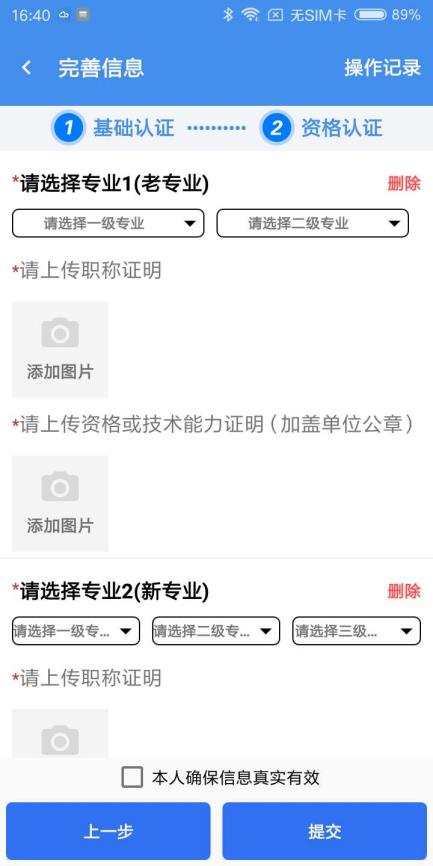 16:40 无SIM卡 89%
完善信息 操作记录
1 基础认证 2 资格认证
*请选择专业1(老专业) 删除
请选择一级专业 请选择二级专业
*请上传职称证明
添加图片
*请上传资格或技术能力证明（加盖单位公章）
添加图片
*请选择专业2(新专业) 删除
请选择一级专... 请选择二级专... 请选择三级...
*请上传职称证明
本人确保信息真实有效
上一步 提交